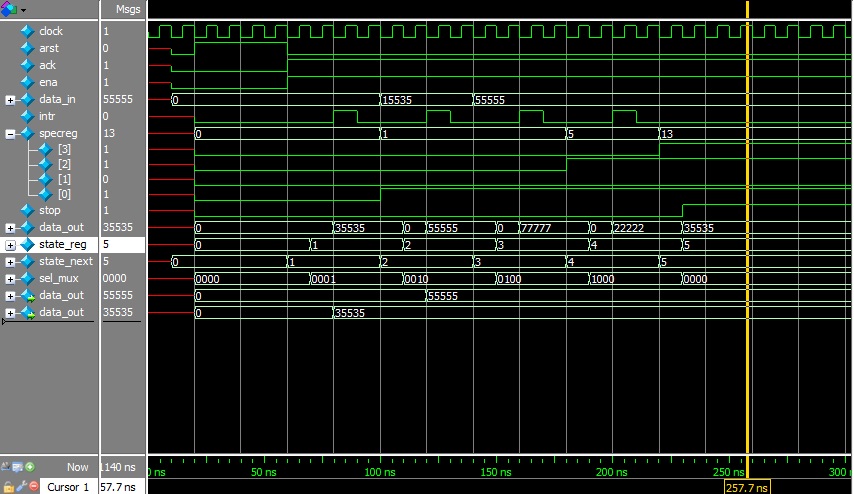 Msgs
clock 1
arst 0
ack 1
ena 1
data_in 55555 0 15535 55555
intr 0
specreg 13 0 1 5 13
[3] 1
[2] 1
[1] 0
[0] 1
stop 1
data_out 35535 0 35535 0 55555 0 77777 0 22222 35535
state_reg 5 0 1 2 3 4 5
state_next 5 0 1 2 3 4 5
sel_mux 0000 0000 0001 0010 0100 1000 0000
data_out 55555 0 55555
data_out 35535 0 35535
Now 1140 ns ns 50 ns 100 ns 150 ns 200 ns 250 ns 300 ns
Cursor 1 57.7 ns 257.7 ns